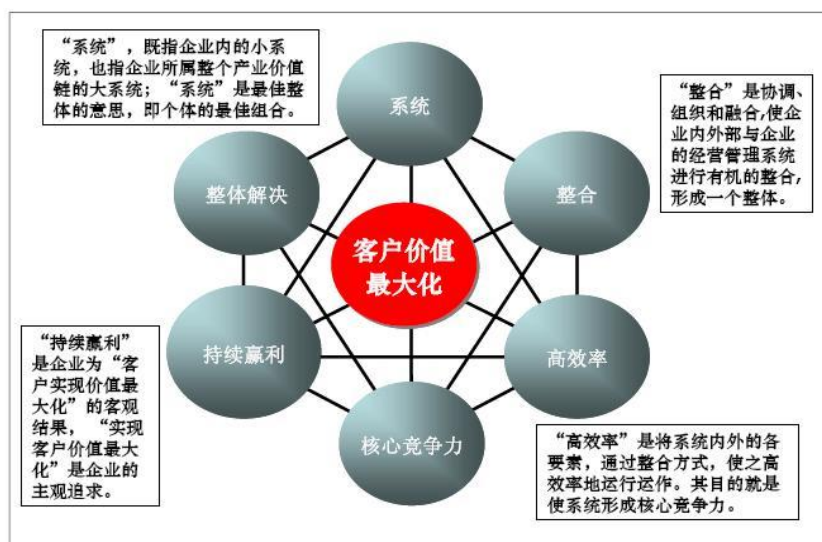 “系统”，既指企业内的小系
统，也指企业所属整个产业价值
链的大系统；“系统”是最佳整
体的意思，即个体的最佳组合。
系统
“整合”是协调、
组织和融合,使企
业内外部与企业
的经营管理系统
进行有机的整合,
形成一个整体。
整体解决
整合
客户价值
最大化
“持续赢利”
是企业为“客
户实现价值最
大化”的客观
结果，“实现
客户价值最大
化”是企业的
主观追求。
持续赢利
高效率
核心竞争力
“高效率”是将系统内外的各
要素，通过整合方式，使之高
效率地运行运作。其目的就是
使系统形成核心竞争力。